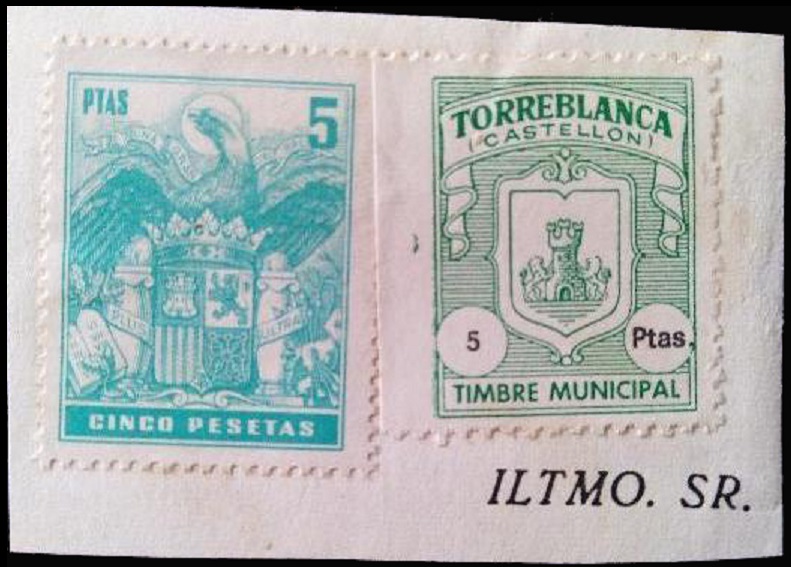 PTAS 5
PLUS ULTRA
CINCO PESETAS
TORREBLANCA
(CASTELLON)
5 Ptas.
TIMBRE MUNICIPAL
ILTMO. SR.